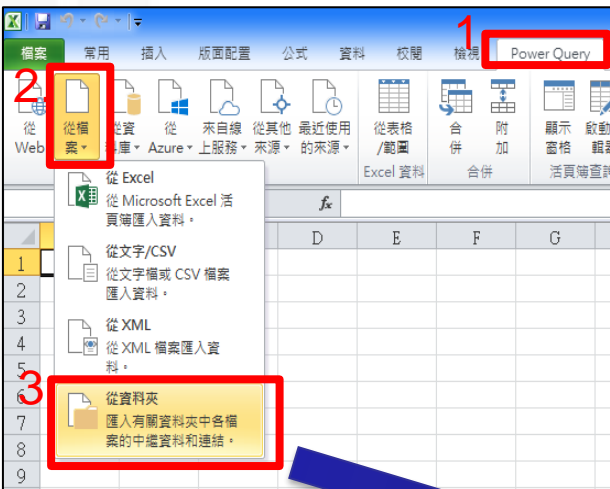 1
檔案 常用 插入 版面配置 公式 資料 校閱 檢視 Power Query
2
從 Web 從檔案 從資料庫 從 Azure 來自線上服務 從其他來源 最近使用的來源 從表格/範圍 合併 附加 顯示窗格
Excel 資料 合併 活頁簿查詢
從 Excel
從 Microsoft Excel 活
頁簿匯入資料。
fx
D E F G
從文字/CSV
從文字檔或 CSV 檔案
匯入資料。
從 XML
從 XML 檔案匯入資
料。
3
從資料夾
匯入有關資料夾中各檔
案的中繼資料和連結。
1
2
3
4
5
6
7
8
9